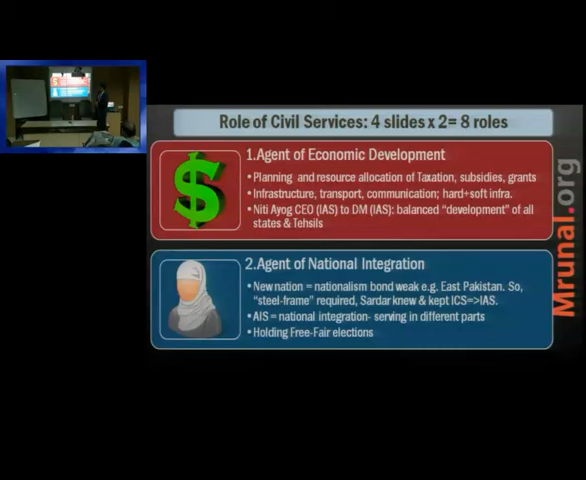 Role of Civil Services: 4 slides x 2= 8 roles
1.Agent of Economic Development
• Planning and resource allocation of Taxation, subsidies, grants
• Infrastructure, transport, communication; hard+soft infra.
• Niti Ayog CEO (IAS) to DM (IAS): balanced “development” of all
states & Tehsils
2.Agent of National Integration
• New nation = nationalism bond weak e.g. East Pakistan. So,
“steel-frame” required, Sardar knew & kept ICS=>IAS.
• AIS = national integration- serving in different parts
• Holding Free-Fair elections
Mrunal.org